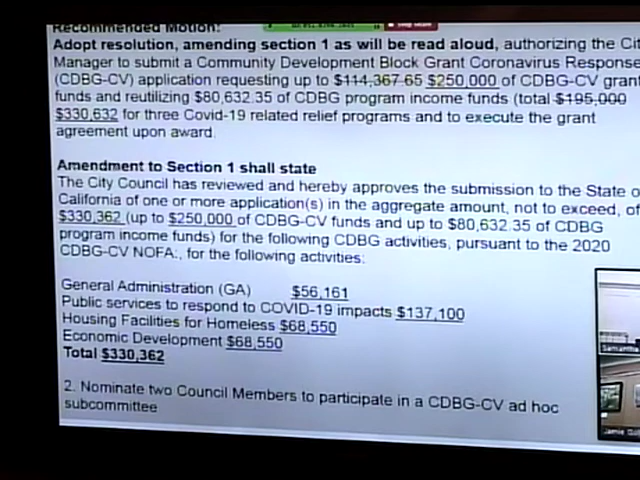 Recommended Motion:
Adopt resolution, amending section 1 as will be read aloud, authorizing the
Manager to submit a Community Development Block Grant Coronavirus Response
(CDBG-CV) application requesting up to $114,367.65 $250,000 of CDBG-CV grant
funds and reutilizing $80,632.35 of CDBG program income funds (total $195,000
$330,632 for three Covid-19 related relief programs and to execute the grant
agreement upon award.
Amendment to Section 1 shall state
The City Council has reviewed and hereby approves the submission to the State
California of one or more application(s) in the aggregate amount, not to exceed, of
$330,362 (up to $250,000 of CDBG-CV funds and up to $80,632.35 of CDBG
program income funds) for the following CDBG activities, pursuant to the 2020
CDBG-CV NOFA:, for the following activities:
General Administration (GA) $56,161
Public services to respond to COVID-19 impacts $137,100
Housing Facilities for Homeless $68,550
Economic Development $68,550
Total $330,362
2. Nominate two Council Members to participate in a CDBG-CV ad hoc
subcommittee
Samantha
Jamie